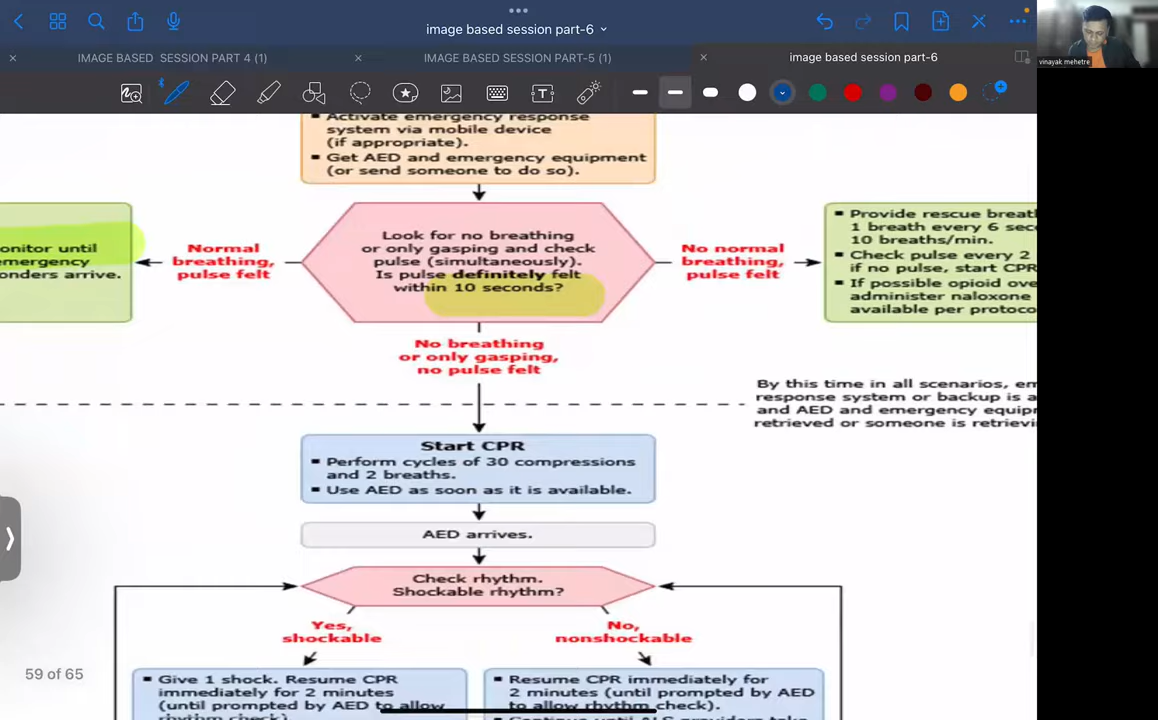 image based session part-6
IMAGE BASED SESSION PART 4 (1)
IMAGE BASED SESSION PART-5 (1)
image based session part-6
vinayak mehetre
Activate emergency response
system via mobile device
(if appropriate).
Get AED and emergency equipment
(or send someone to do so).
onitor until
emergency
onders arrive.
Normal
breathing,
pulse felt
Look for no breathing
or only gasping and check
pulse (simultaneously).
Is pulse definitely felt
within 10 seconds?
No normal
breathing,
pulse felt
Provide rescue breat
1 breath every 6 sec
10 breaths/min.
Check pulse every 2
if no pulse, start CPR
If possible opioid ove
administer naloxone
available per protoco
No breathing
or only gasping,
no pulse felt
By this time in all scenarios, em
response system or backup is a
and AED and emergency equip
retrieved or someone is retrievi
Start CPR
Perform cycles of 30 compressions
and 2 breaths.
Use AED as soon as it is available.
AED arrives.
Check rhythm.
Shockable rhythm?
Yes,
shockable
No,
nonshockable
Give 1 shock. Resume CPR
immediately for 2 minutes
(until prompted by AED to allow
rhythm check).
Resume CPR immediately for
2 minutes (until prompted by AED
to allow rhythm check).
Continue until ALS providers take
59 of 65